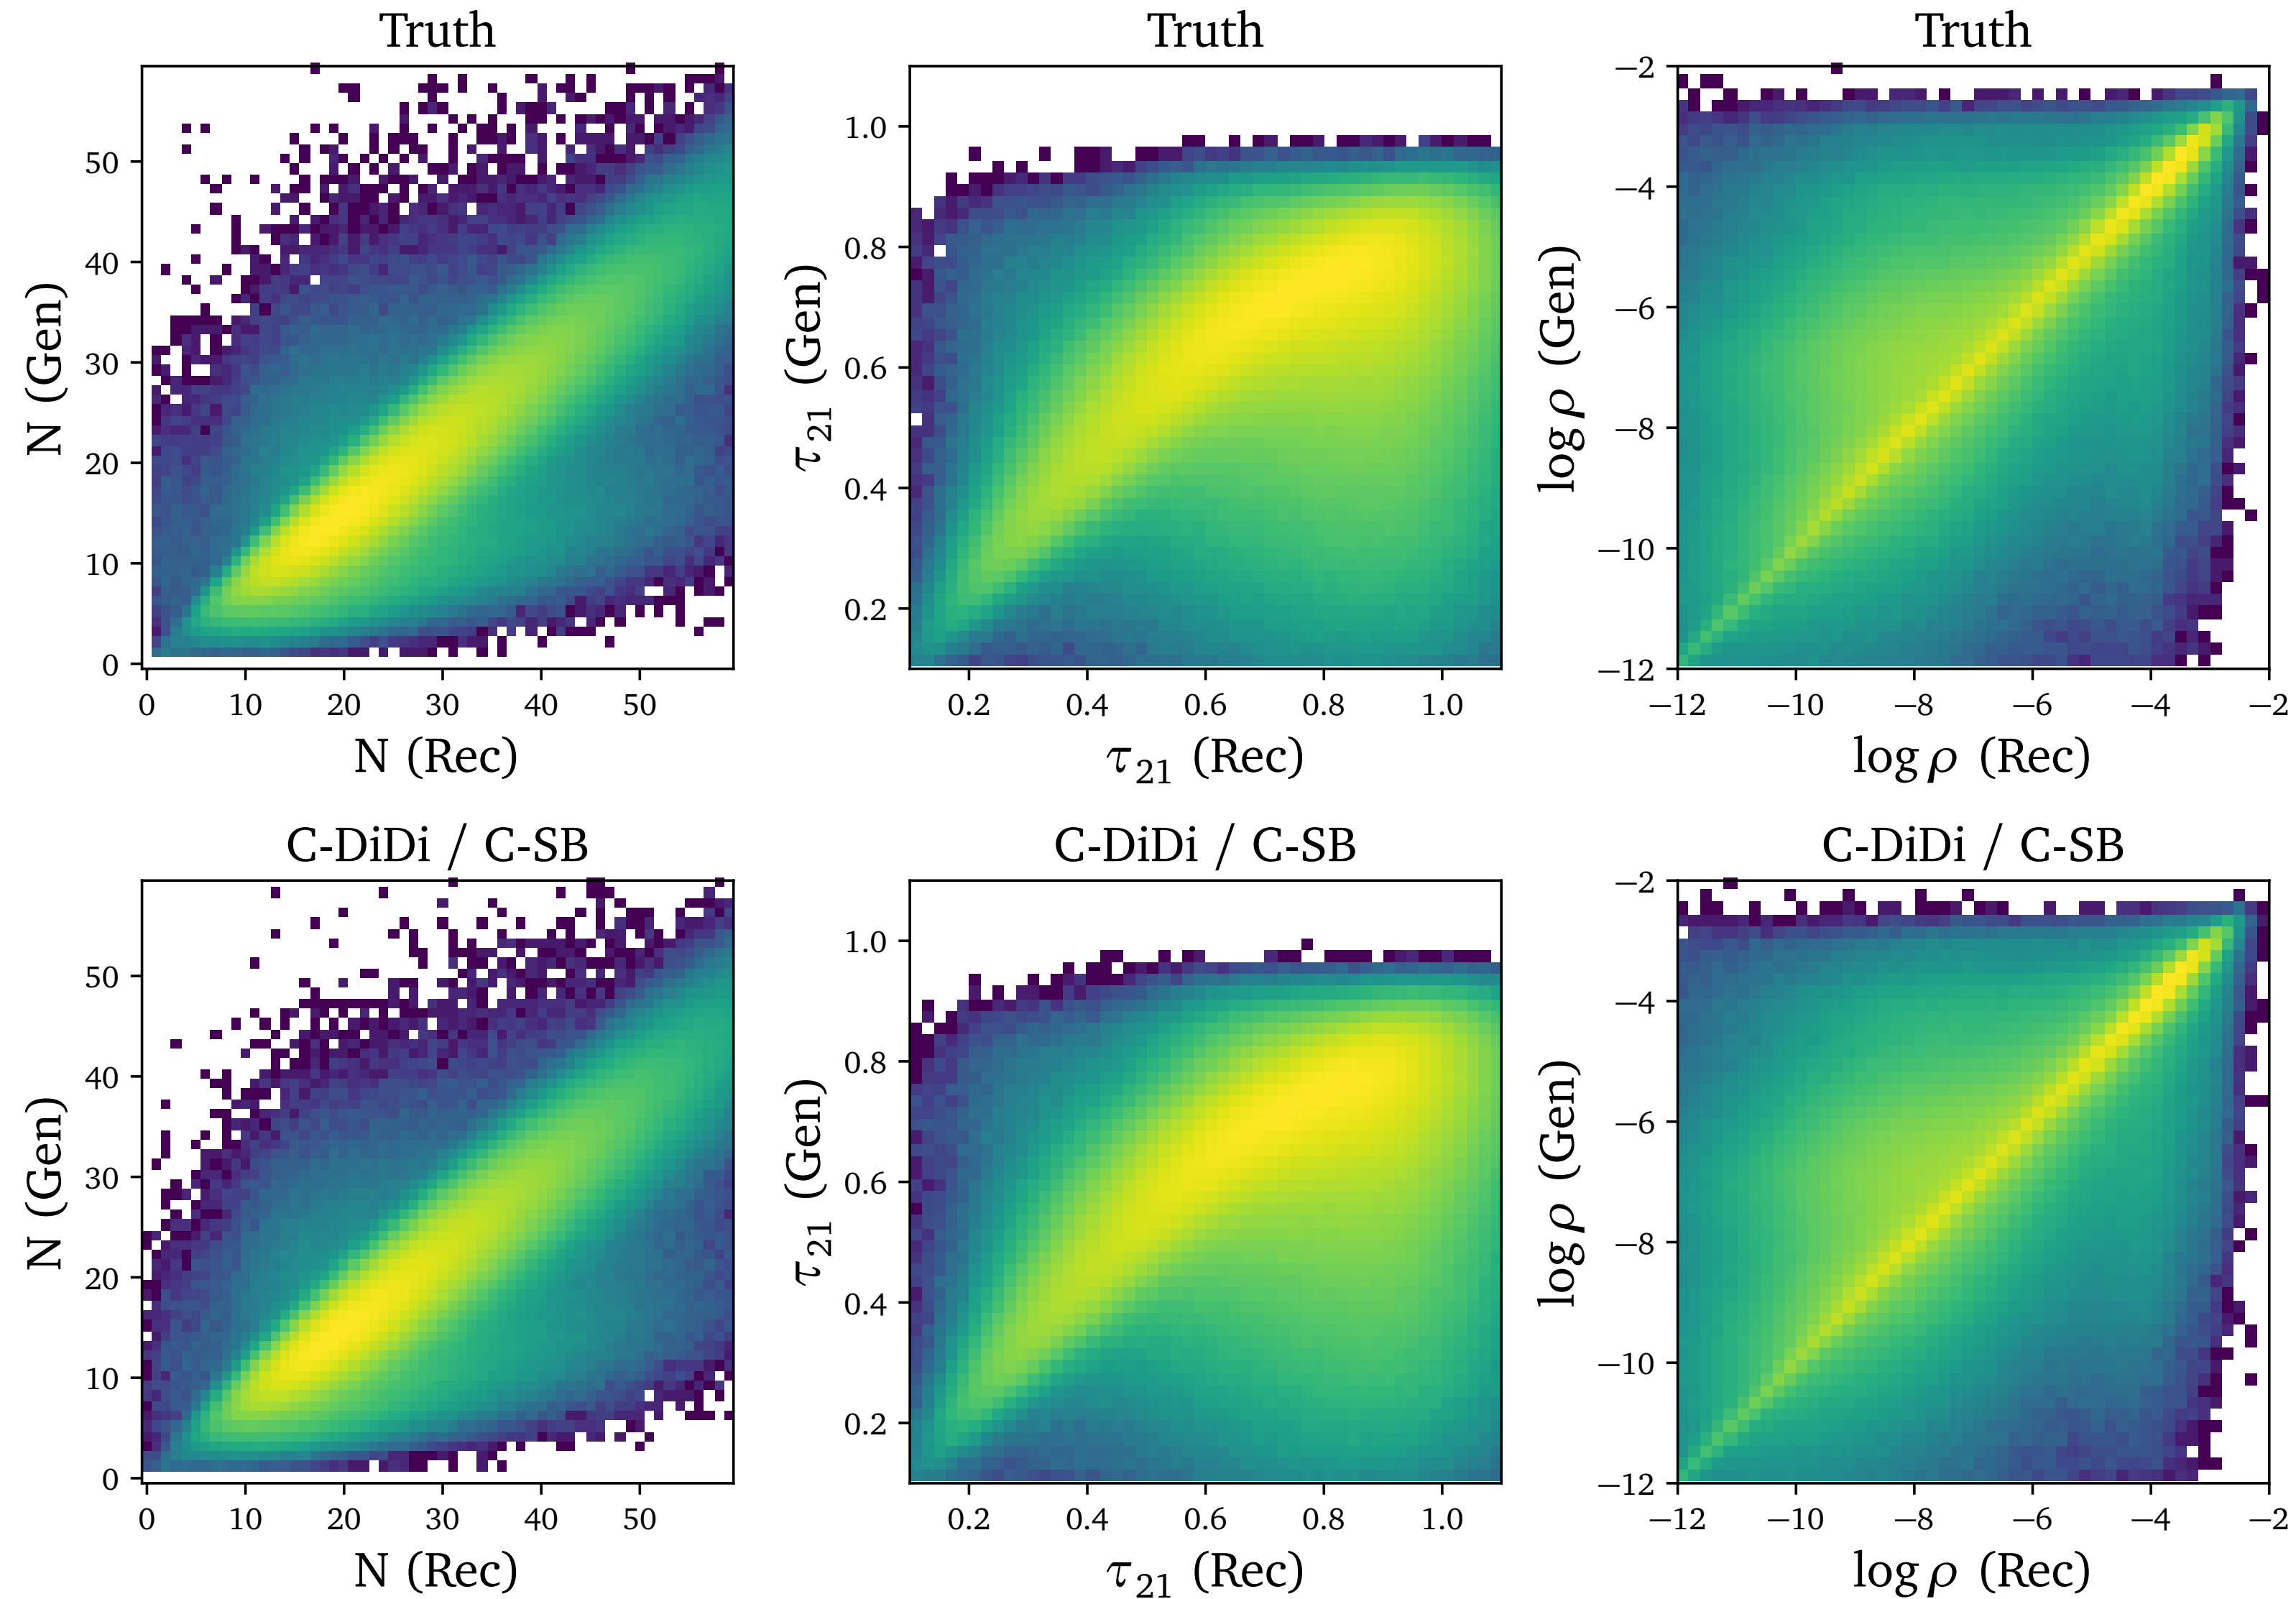 Truth
50
40
30
20
10
0
N (Gen)
0 10 20 30 40 50
N (Rec)
Truth
1.0
0.8
0.6
0.4
0.2
τ21 (Gen)
0.2 0.4 0.6 0.8 1.0
τ21 (Rec)
Truth
−2
−4
−6
−8
−10
−12
log ρ (Gen)
−12 −10 −8 −6 −4 −2
log ρ (Rec)
C-DiDi / C-SB
50
40
30
20
10
0
N (Gen)
0 10 20 30 40 50
N (Rec)
C-DiDi / C-SB
1.0
0.8
0.6
0.4
0.2
τ21 (Gen)
0.2 0.4 0.6 0.8 1.0
τ21 (Rec)
C-DiDi / C-SB
−2
−4
−6
−8
−10
−12
log ρ (Gen)
−12 −10 −8 −6 −4 −2
log ρ (Rec)